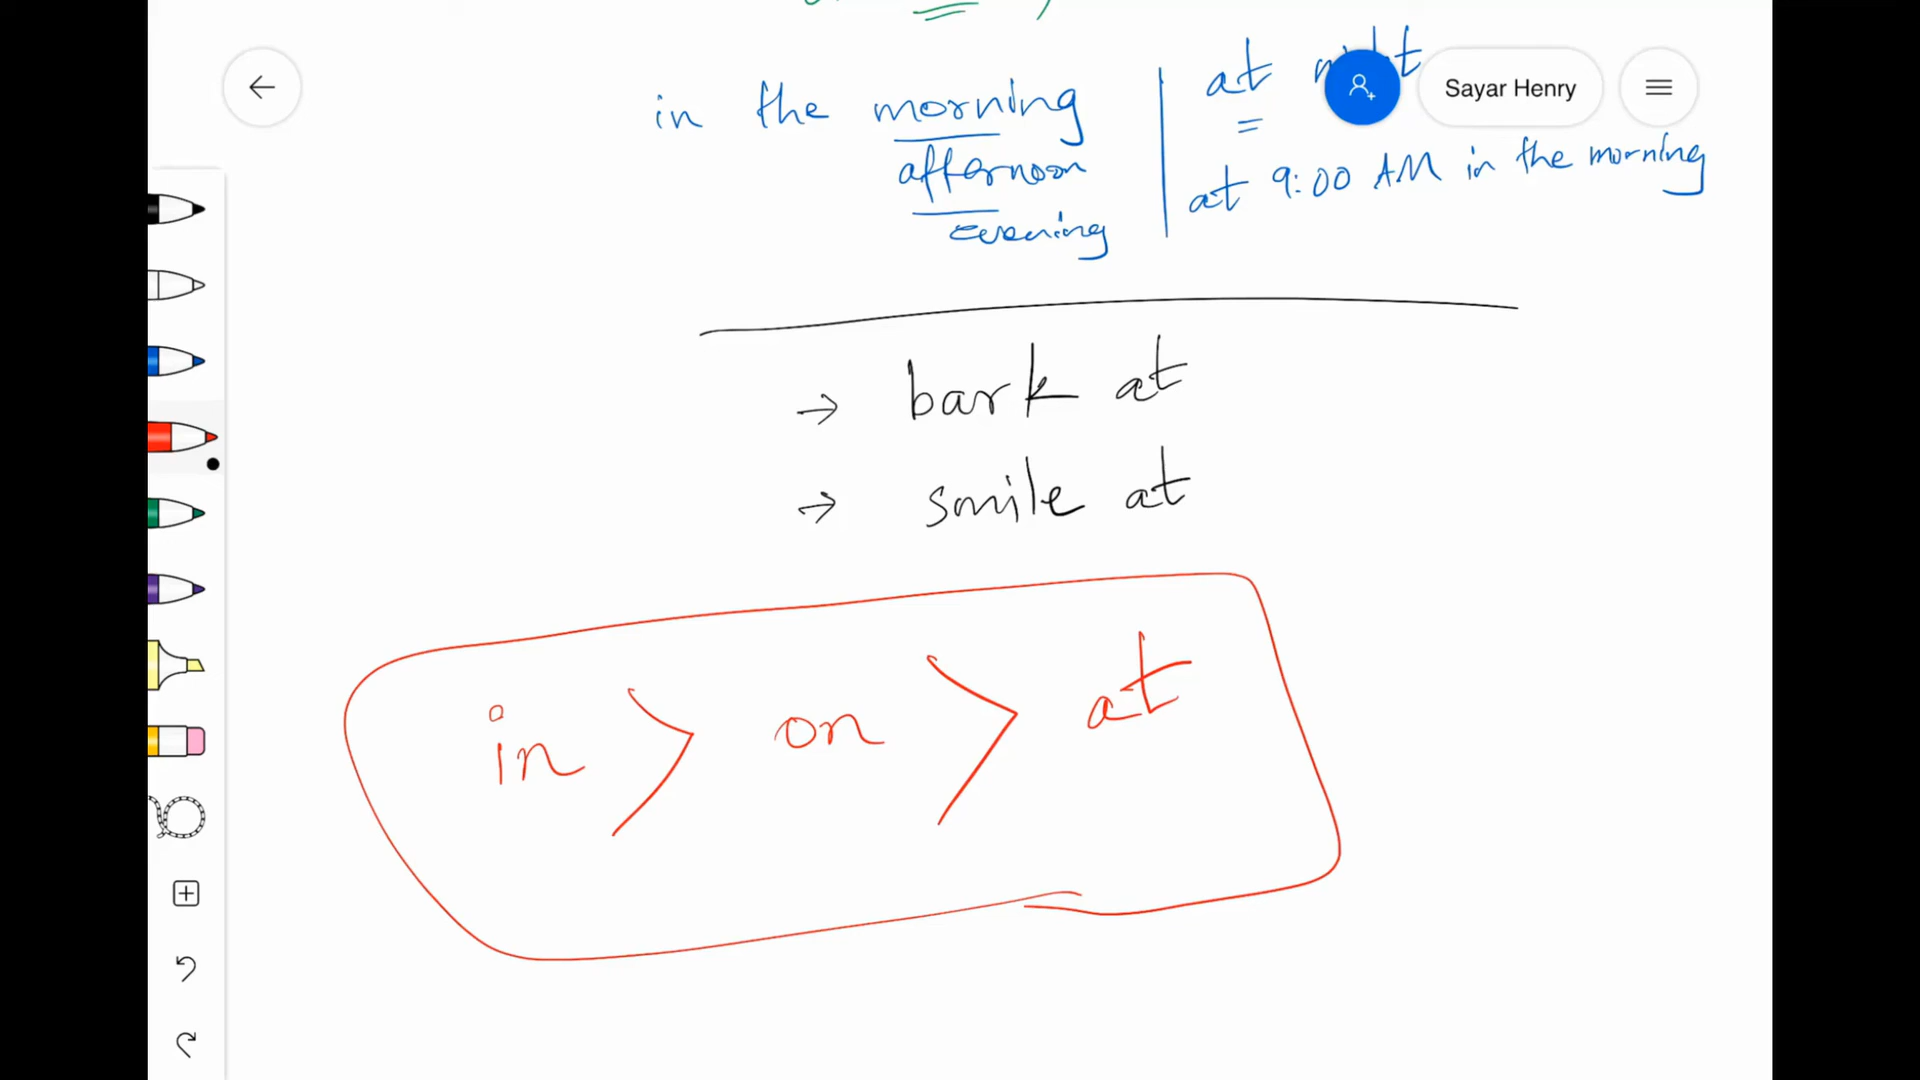 in the morning
afternoon
evening
at
Sayar Henry
at 9:00 AM in the morning
→ bark at
→ smile at
in > on > at